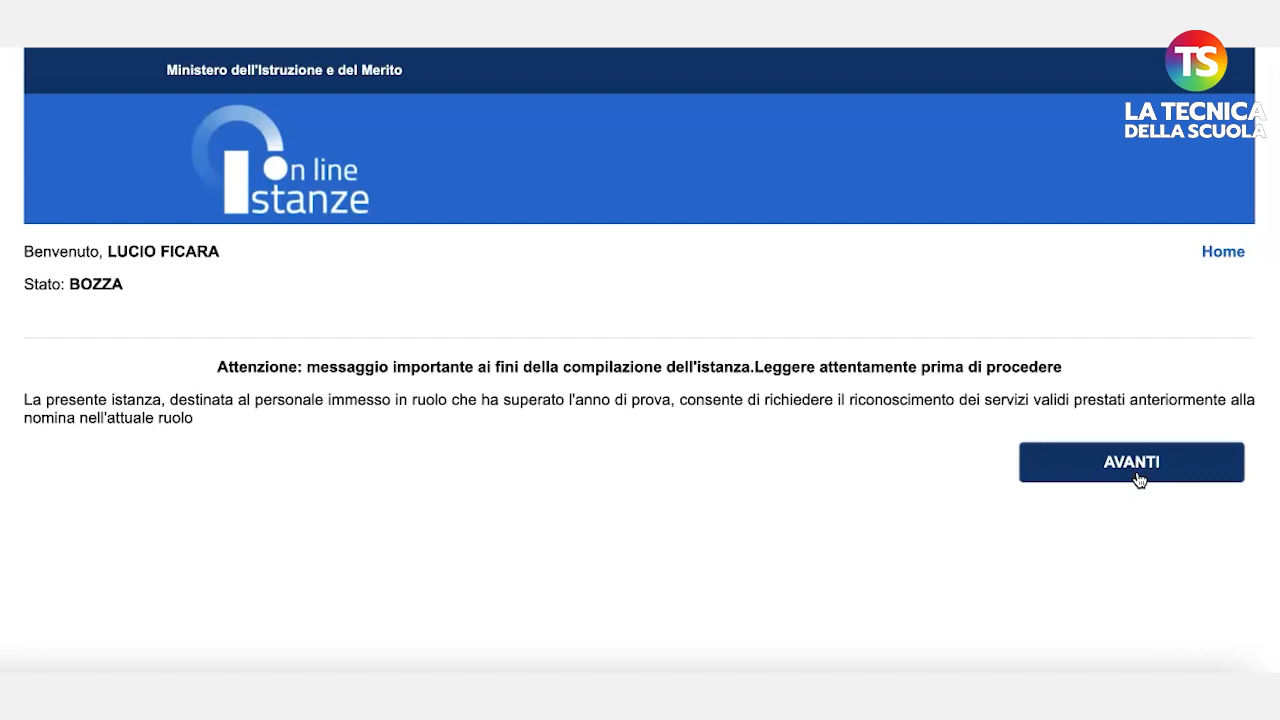 Ministero dell'Istruzione e del Merito
TS
LA TECNICA
DELLA SCUOLA
On line
Istanze
Benvenuto, LUCIO FICARA
Home
Stato: BOZZA
Attenzione: messaggio importante ai fini della compilazione dell'istanza.Leggere attentamente prima di procedere
La presente istanza, destinata al personale immesso in ruolo che ha superato l'anno di prova, consente di richiedere il riconoscimento dei servizi validi prestati anteriormente alla
nomina nell'attuale ruolo
AVANTI